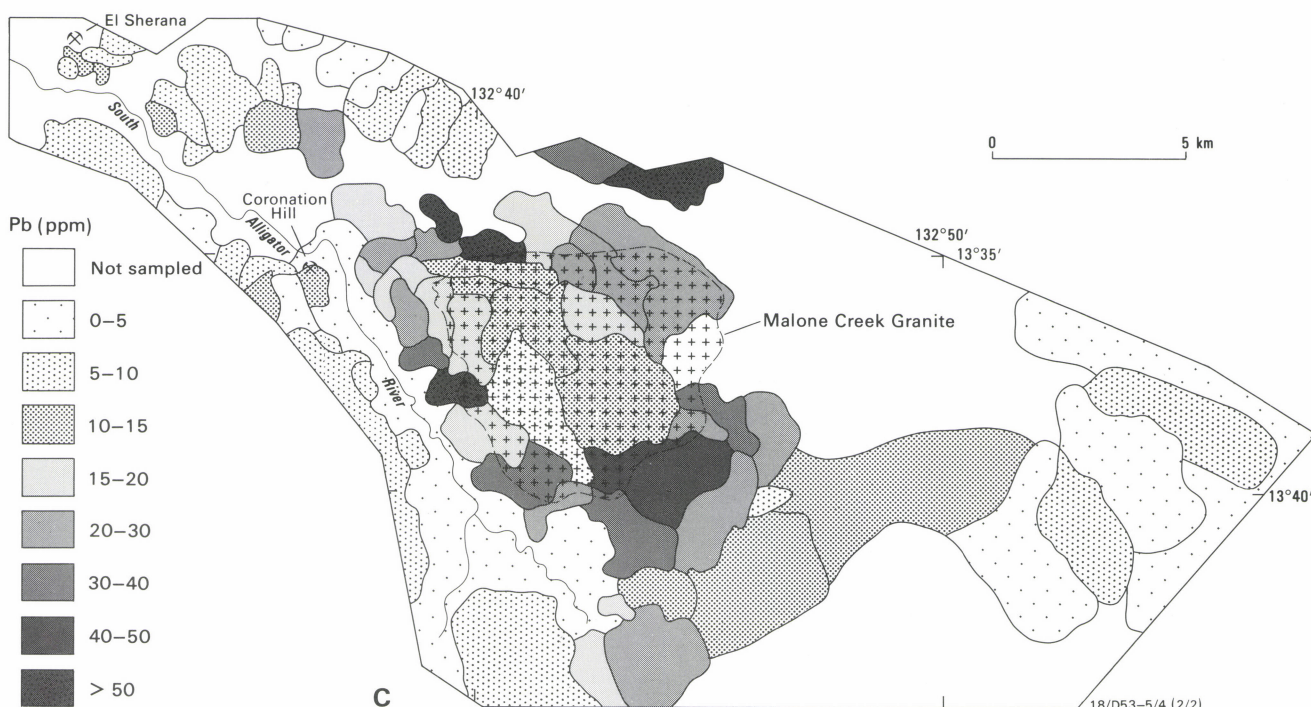 El Sherana
South
Alligator
River
132°40′
0 5 km
Coronation
Hill
132°50′
13°35′
Malone Creek Granite
13°40′
Pb (ppm)
Not sampled
0–5
5–10
10–15
15–20
20–30
30–40
40–50
> 50
C
18/D53–5/4 (2/2)